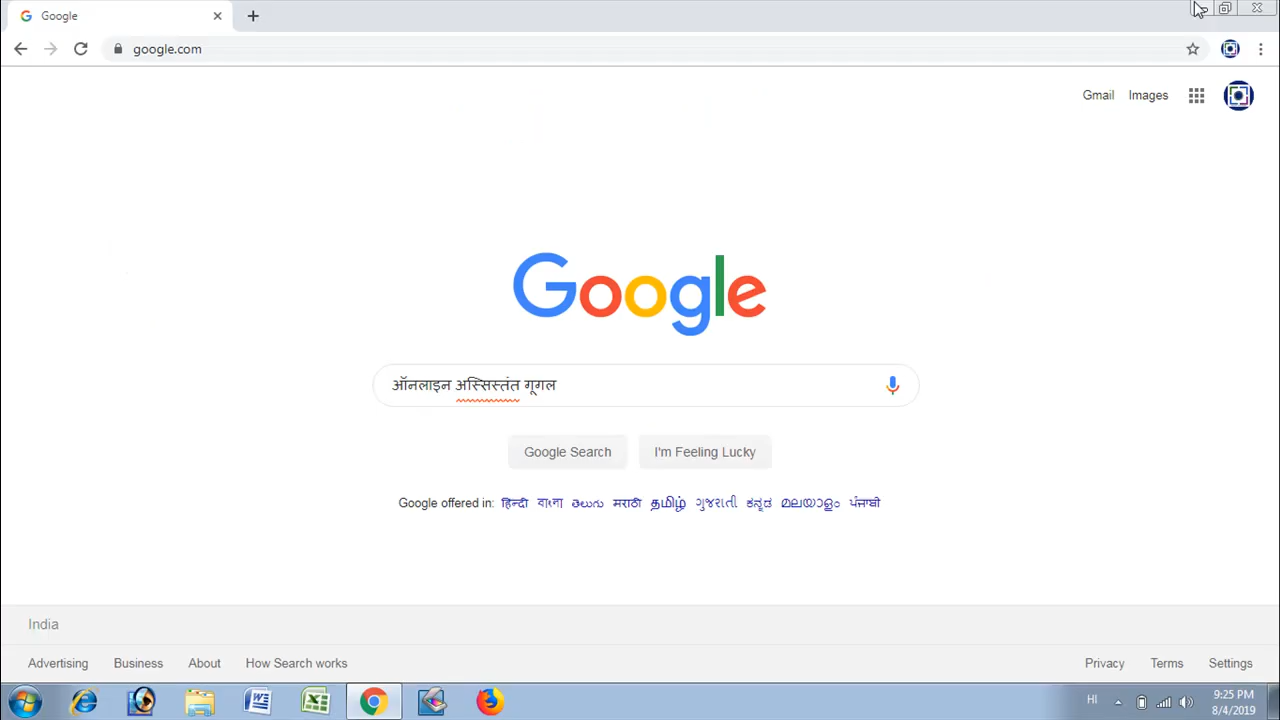 Google
google.com
Gmail Images
Google
ऑनलाइन अस्सिस्तंत गूगल
Google Search I'm Feeling Lucky
Google offered in: हिन्दी বাংলা తెలుగు मराठी தமிழ் ગુજરાતી ಕನ್ನಡ മലയാളം ਪੰਜਾਬੀ
India
Advertising Business About How Search works Privacy Terms Settings
HI 9:25 PM
8/4/2019